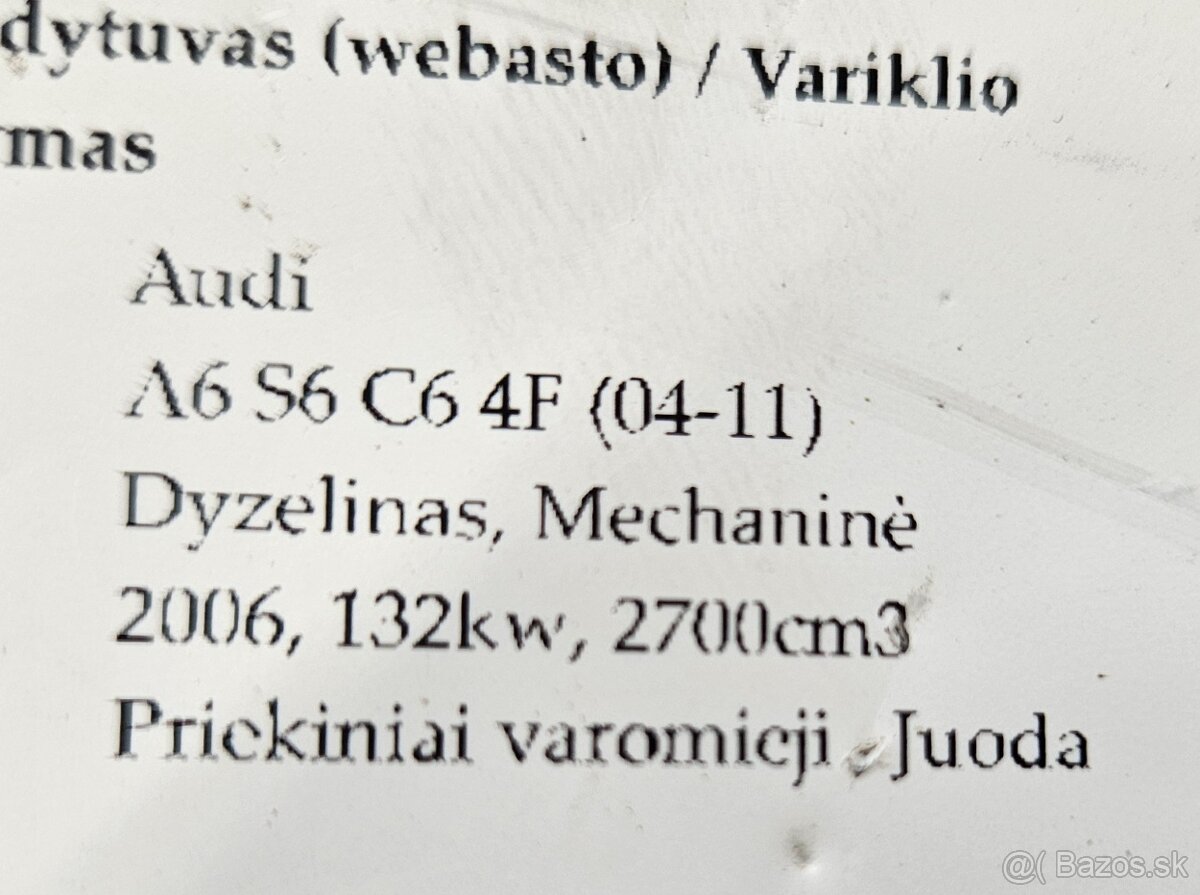 dytuvas (webasto) / Variklio
mas
Audi
A6 S6 C6 4F (04-11)
Dyzelinas, Mechaninė
2006, 132kw, 2700cm3
Priekiniai varomieji , Juoda
@( Bazos.sk